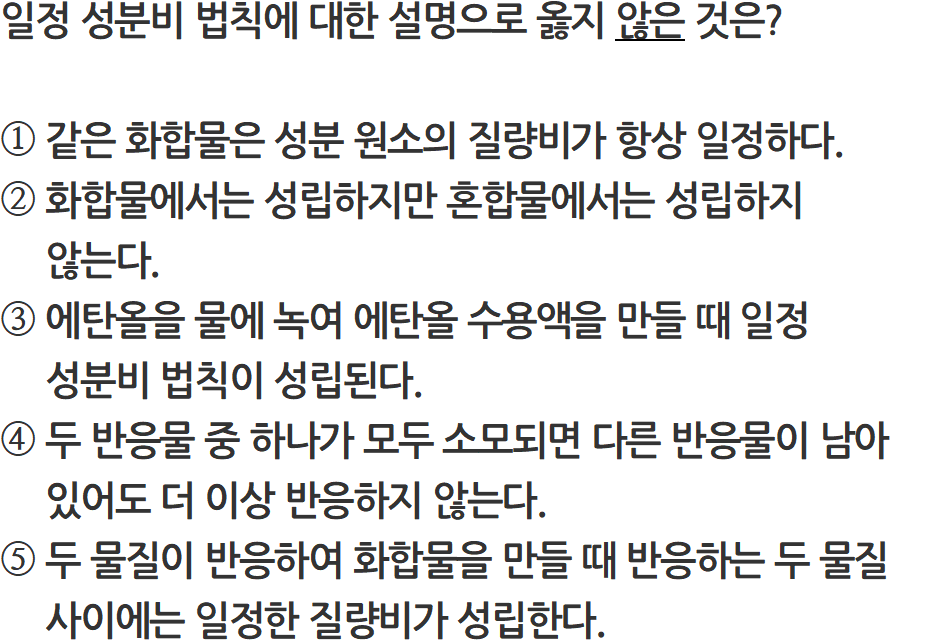 일정 성분비 법칙에 대한 설명으로 옳지 않은 것은?
① 같은 화합물은 성분 원소의 질량비가 항상 일정하다.
② 화합물에서는 성립하지만 혼합물에서는 성립하지
않는다.
③ 에탄올을 물에 녹여 에탄올 수용액을 만들 때 일정
성분비 법칙이 성립된다.
④ 두 반응물 중 하나가 모두 소모되면 다른 반응물이 남아
있어도 더 이상 반응하지 않는다.
⑤ 두 물질이 반응하여 화합물을 만들 때 반응하는 두 물질
사이에는 일정한 질량비가 성립한다.